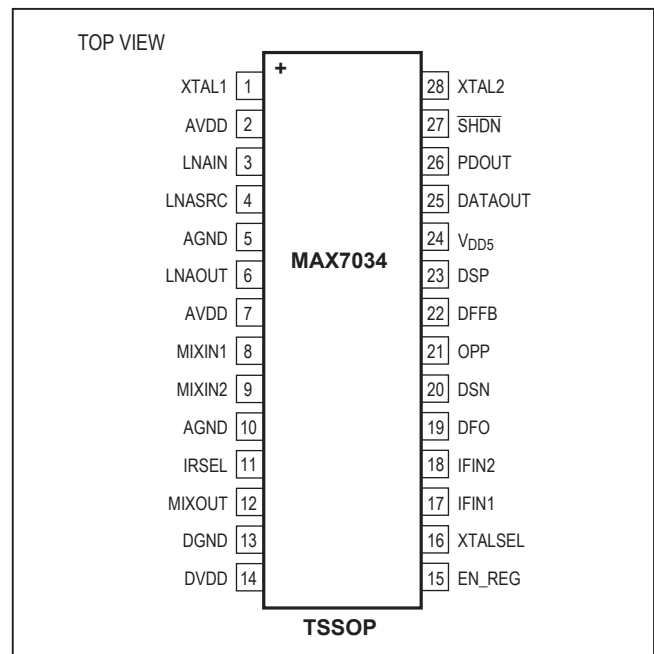 TOP VIEW
+
XTAL1 1 28 XTAL2
AVDD 2 27 S̅H̅D̅N̅
LNAIN 3 26 PDOUT
LNASRC 4 25 DATAOUT
AGND 5 24 VDD5
MAX7034
LNAOUT 6 23 DSP
AVDD 7 22 DFFB
MIXIN1 8 21 OPP
MIXIN2 9 20 DSN
AGND 10 19 DFO
IRSEL 11 18 IFIN2
MIXOUT 12 17 IFIN1
DGND 13 16 XTALSEL
DVDD 14 15 EN_REG
TSSOP